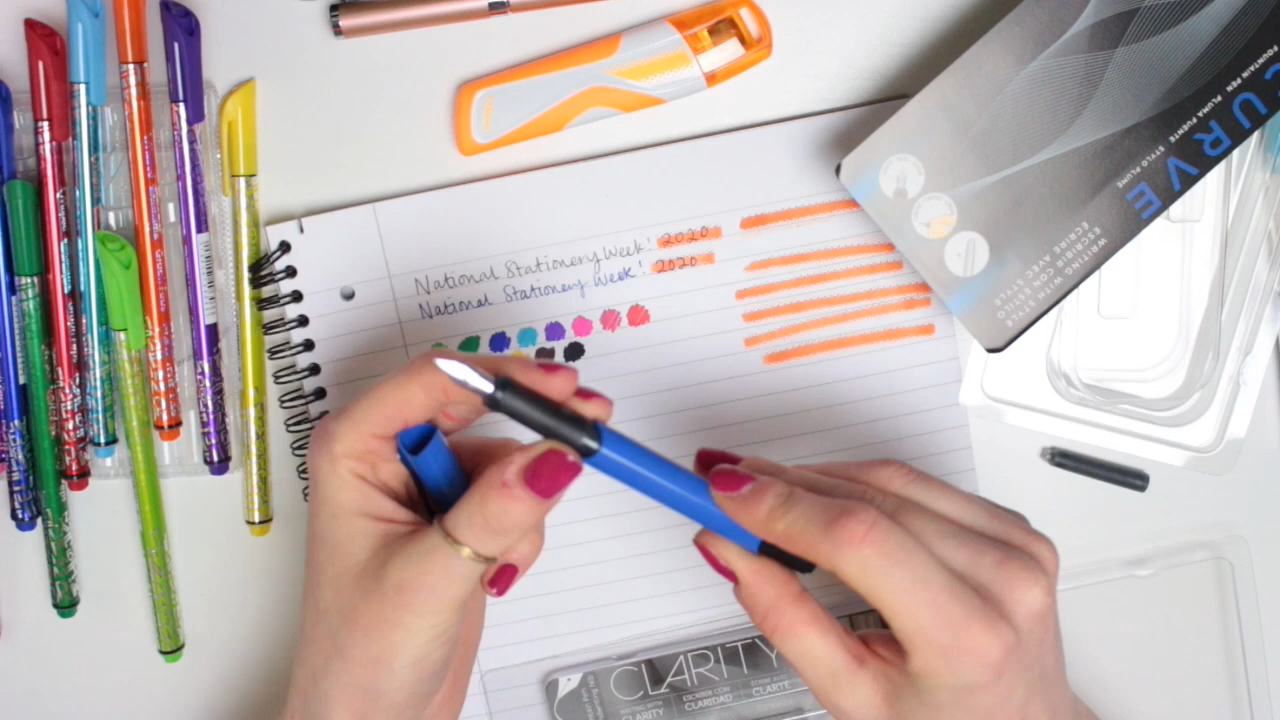 National Stationery Week! 2020
National Stationery Week! 2020
CURVE
FOUNTAIN PEN PLUMA FUENTE STYLO PLUME
WRITING WITH STYLE
ESCRIBIR CON ESTILO
ÉCRIRE AVEC STYLE
CLARITY
WRITING WITH CLARITY
ESCRIBIR CON CLARIDAD
ÉCRIRE AVEC CLARTÉ